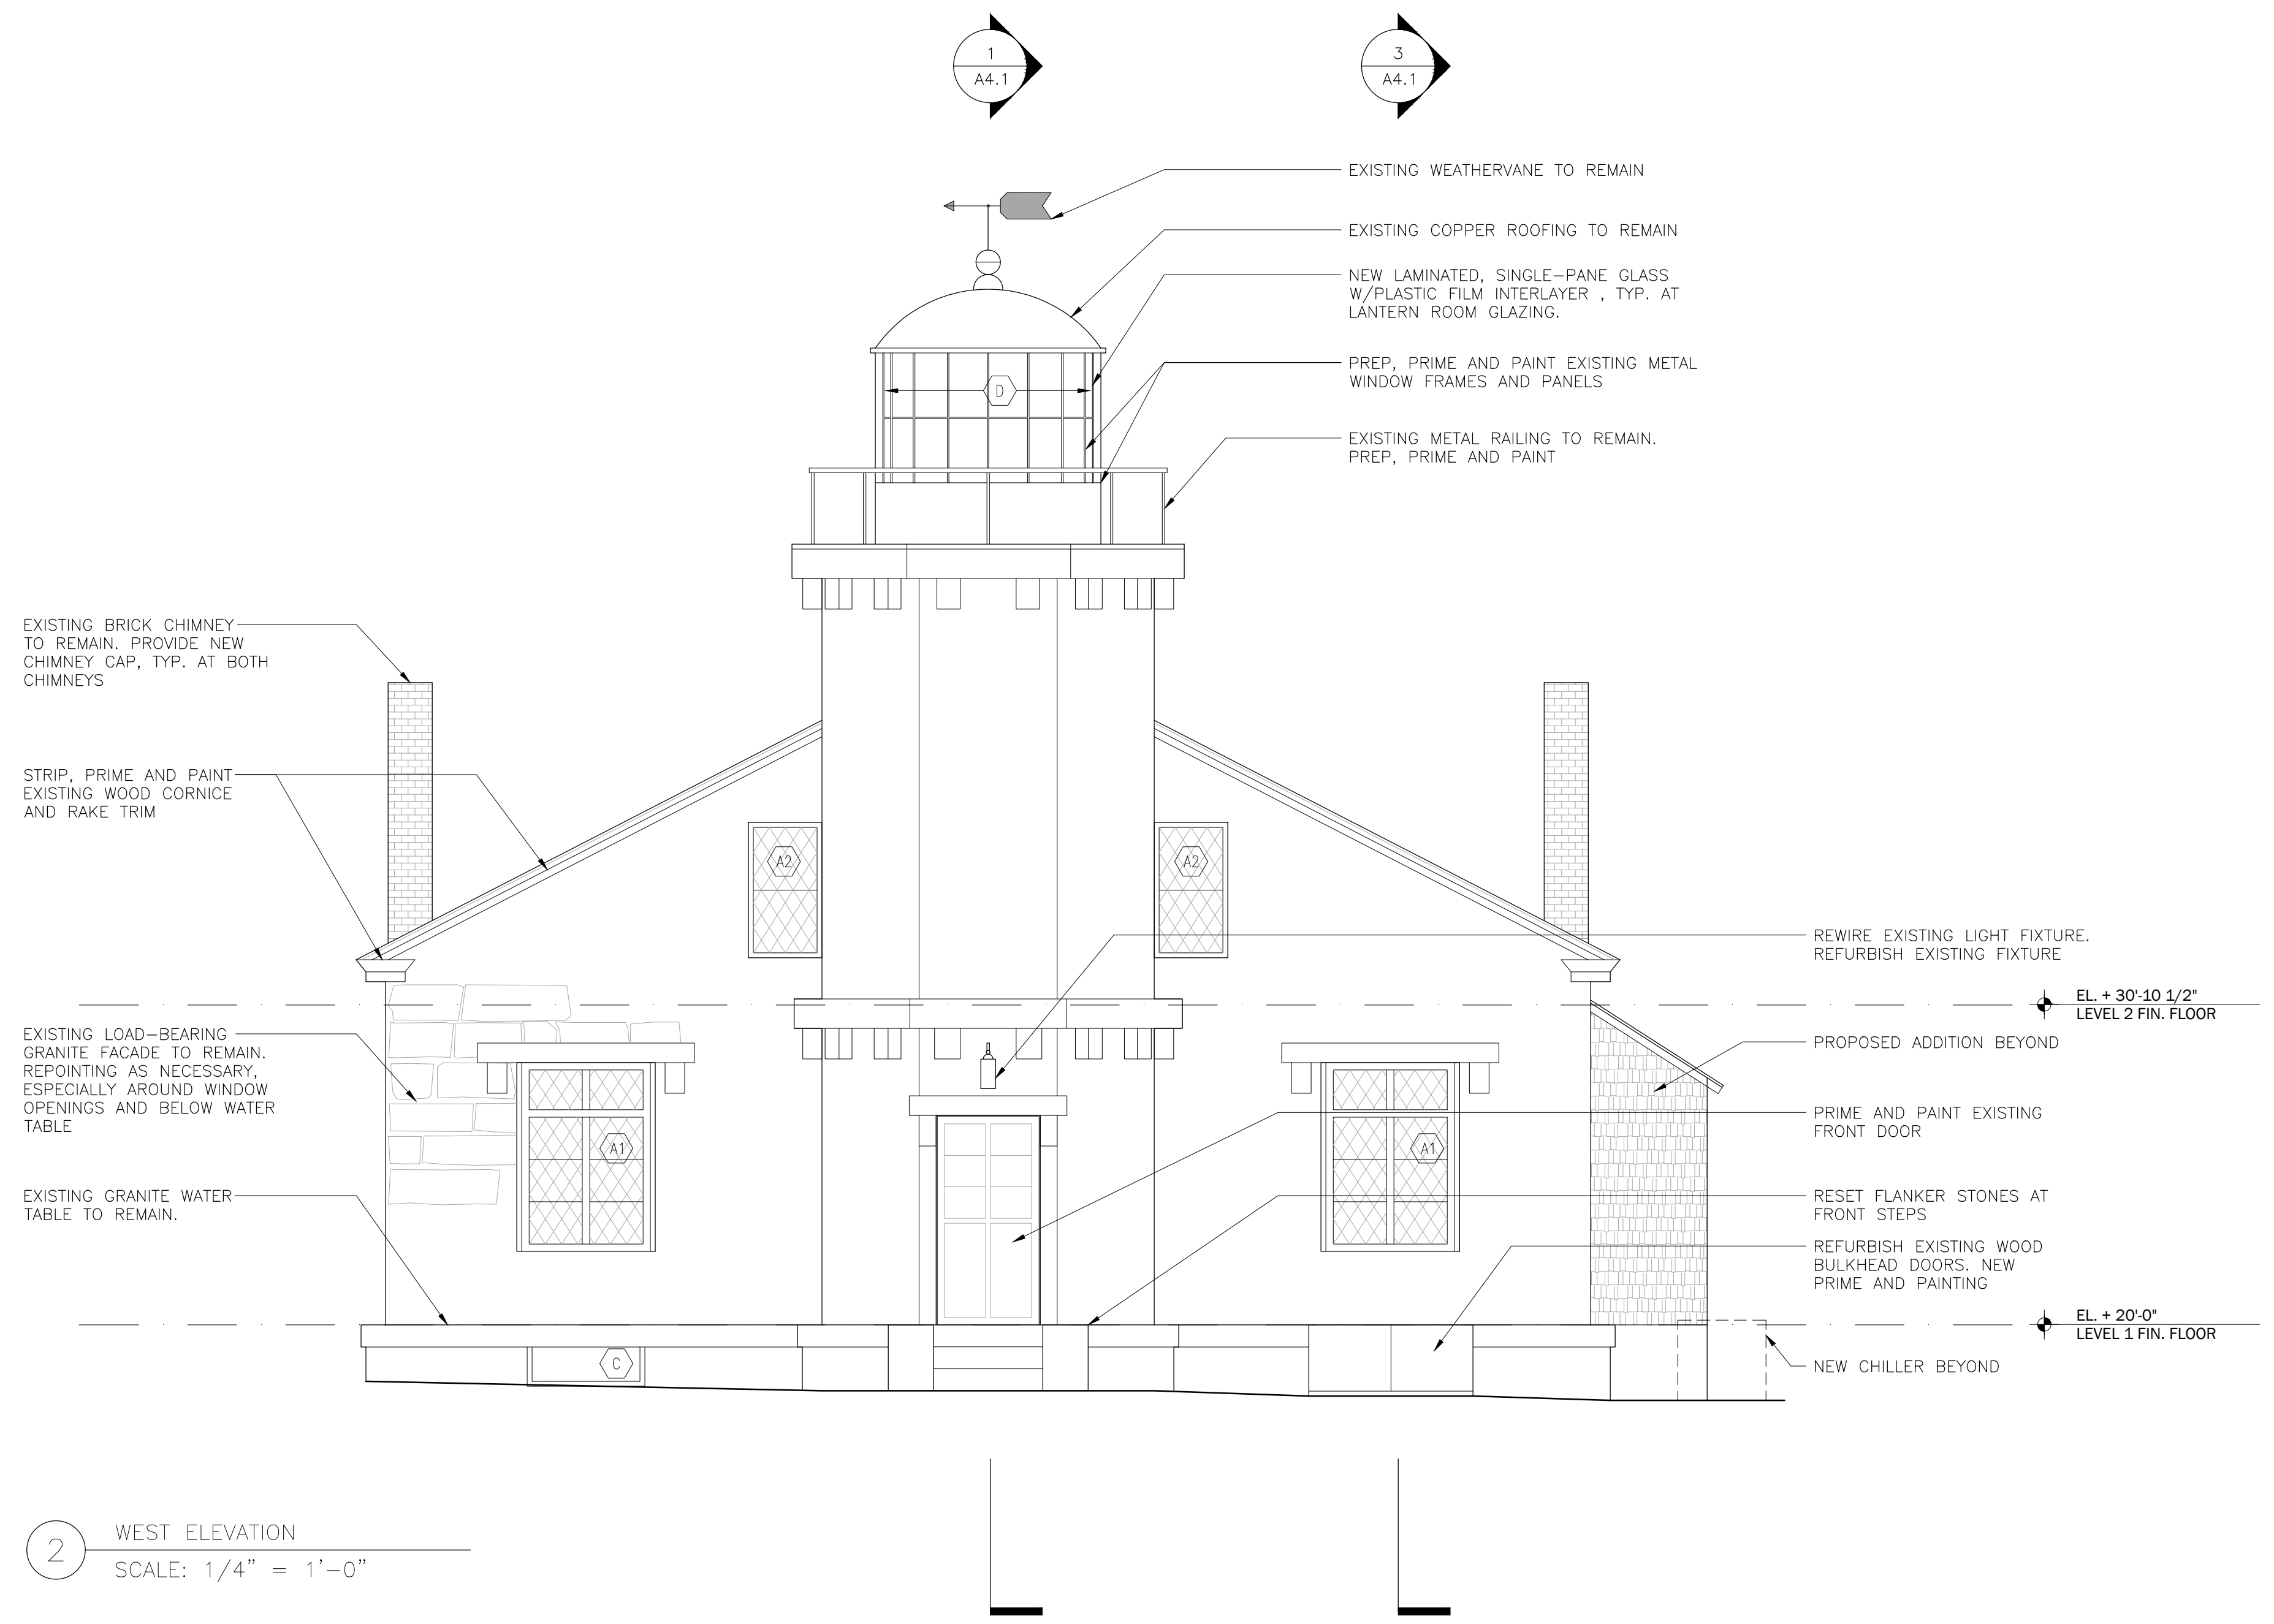 1
A4.1
3
A4.1
EXISTING WEATHERVANE TO REMAIN
EXISTING COPPER ROOFING TO REMAIN
NEW LAMINATED, SINGLE-PANE GLASS
W/PLASTIC FILM INTERLAYER , TYP. AT
LANTERN ROOM GLAZING.
PREP, PRIME AND PAINT EXISTING METAL
WINDOW FRAMES AND PANELS
D
EXISTING METAL RAILING TO REMAIN.
PREP, PRIME AND PAINT
EXISTING BRICK CHIMNEY
TO REMAIN. PROVIDE NEW
CHIMNEY CAP, TYP. AT BOTH
CHIMNEYS
STRIP, PRIME AND PAINT
EXISTING WOOD CORNICE
AND RAKE TRIM
A2
A2
REWIRE EXISTING LIGHT FIXTURE.
REFURBISH EXISTING FIXTURE
EL. + 30'-10 1/2"
LEVEL 2 FIN. FLOOR
EXISTING LOAD-BEARING
GRANITE FACADE TO REMAIN.
REPOINTING AS NECESSARY,
ESPECIALLY AROUND WINDOW
OPENINGS AND BELOW WATER
TABLE
PROPOSED ADDITION BEYOND
PRIME AND PAINT EXISTING
FRONT DOOR
A1
A1
EXISTING GRANITE WATER
TABLE TO REMAIN.
RESET FLANKER STONES AT
FRONT STEPS
REFURBISH EXISTING WOOD
BULKHEAD DOORS. NEW
PRIME AND PAINTING
EL. + 20'-0"
LEVEL 1 FIN. FLOOR
C
NEW CHILLER BEYOND
2
WEST ELEVATION
SCALE: 1/4" = 1'-0"